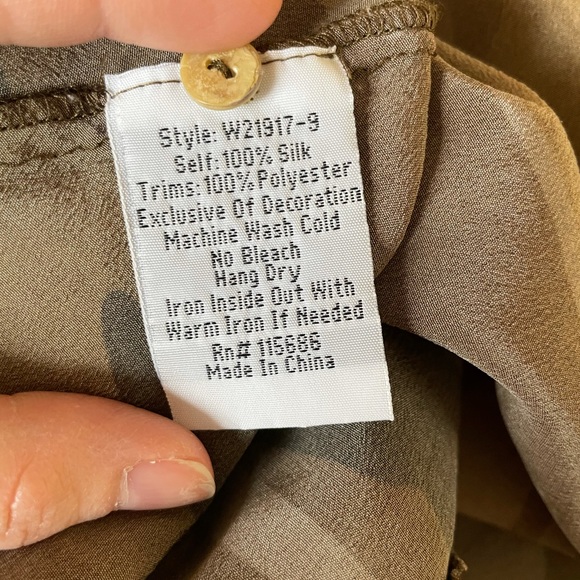 Style: W21917-9
Self: 100% Silk
Trims: 100% Polyester
Exclusive Of Decoration
Machine Wash Cold
No Bleach
Hang Dry
Iron Inside Out With
Warm Iron If Needed
Rn# 115686
Made In China